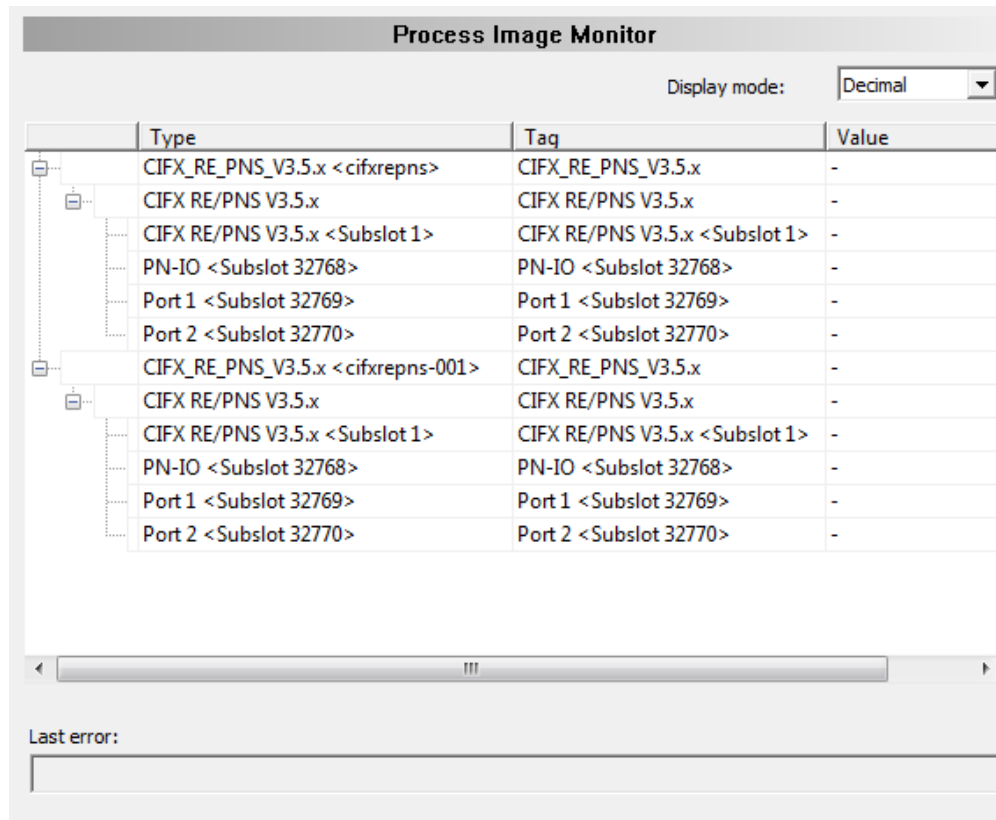 Process Image Monitor
Display mode: Decimal
Type Tag Value
CIFX_RE_PNS_V3.5.x <cifxrepns> CIFX_RE_PNS_V3.5.x -
CIFX RE/PNS V3.5.x CIFX RE/PNS V3.5.x -
CIFX RE/PNS V3.5.x <Subslot 1> CIFX RE/PNS V3.5.x <Subslot 1> -
PN-IO <Subslot 32768> PN-IO <Subslot 32768> -
Port 1 <Subslot 32769> Port 1 <Subslot 32769> -
Port 2 <Subslot 32770> Port 2 <Subslot 32770> -
CIFX_RE_PNS_V3.5.x <cifxrepns-001> CIFX_RE_PNS_V3.5.x -
CIFX RE/PNS V3.5.x CIFX RE/PNS V3.5.x -
CIFX RE/PNS V3.5.x <Subslot 1> CIFX RE/PNS V3.5.x <Subslot 1> -
PN-IO <Subslot 32768> PN-IO <Subslot 32768> -
Port 1 <Subslot 32769> Port 1 <Subslot 32769> -
Port 2 <Subslot 32770> Port 2 <Subslot 32770> -
Last error: